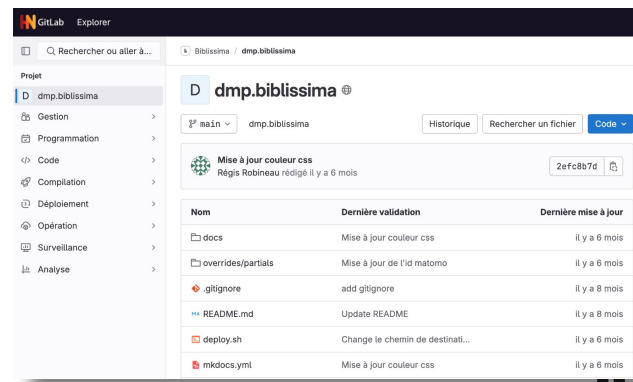 GitLab Explorer
Rechercher ou aller à...
Biblissima / dmp.biblissima
Projet
D dmp.biblissima
Gestion
Programmation
Code
Compilation
Déploiement
Opération
Surveillance
Analyse
D dmp.biblissima
main dmp.biblissima Historique Rechercher un fichier Code
Mise à jour couleur css
Régis Robineau rédigé il y a 6 mois
2efc8b7d
Nom Dernière validation Dernière mise à jour
docs Mise à jour couleur css il y a 6 mois
overrides/partials Mise à jour de l'id matomo il y a 6 mois
.gitignore add gitignore il y a 8 mois
README.md Update README il y a 8 mois
deploy.sh Change le chemin de destinati... il y a 6 mois
mkdocs.yml Mise à jour couleur css il y a 6 mois